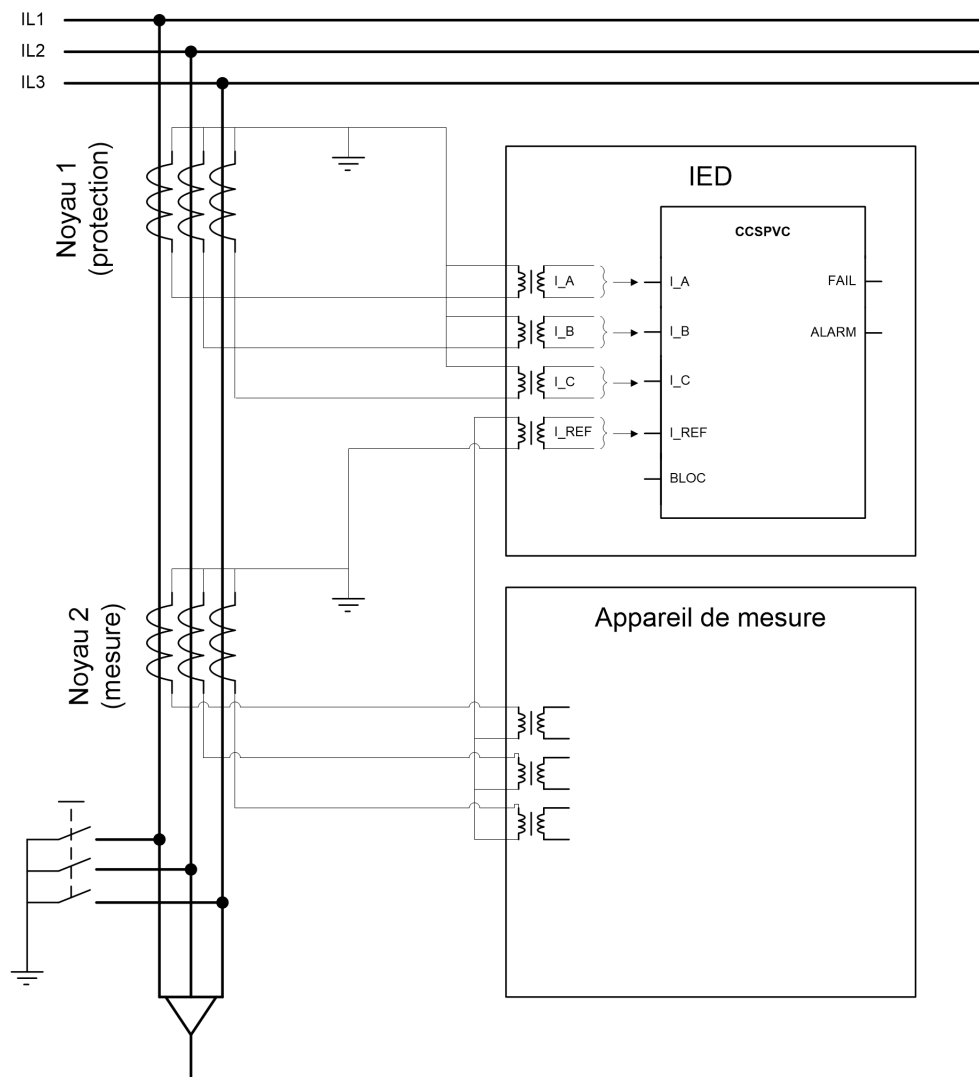 IL1
IL2
IL3
Noyau 1
(protection)
IED
CCSPVC
I_A
I_A
FAIL
I_B
I_B
ALARM
I_C
I_C
I_REF
I_REF
BLOC
Noyau 2
(mesure)
Appareil de mesure